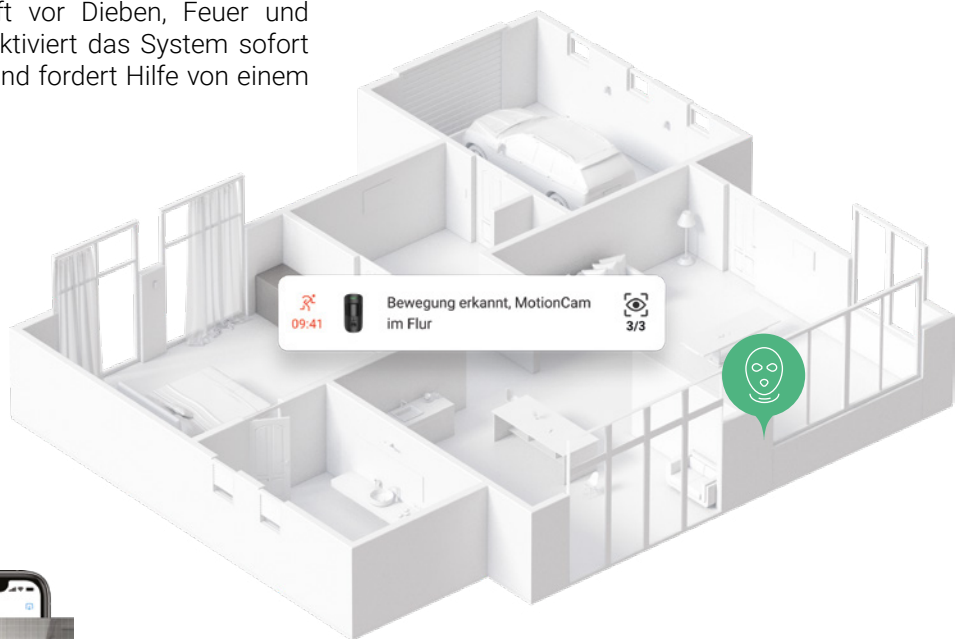 ft vor Dieben, Feuer und
ktiviert das System sofort
nd fordert Hilfe von einem
Bewegung erkannt, MotionCam
im Flur
09:41
3/3